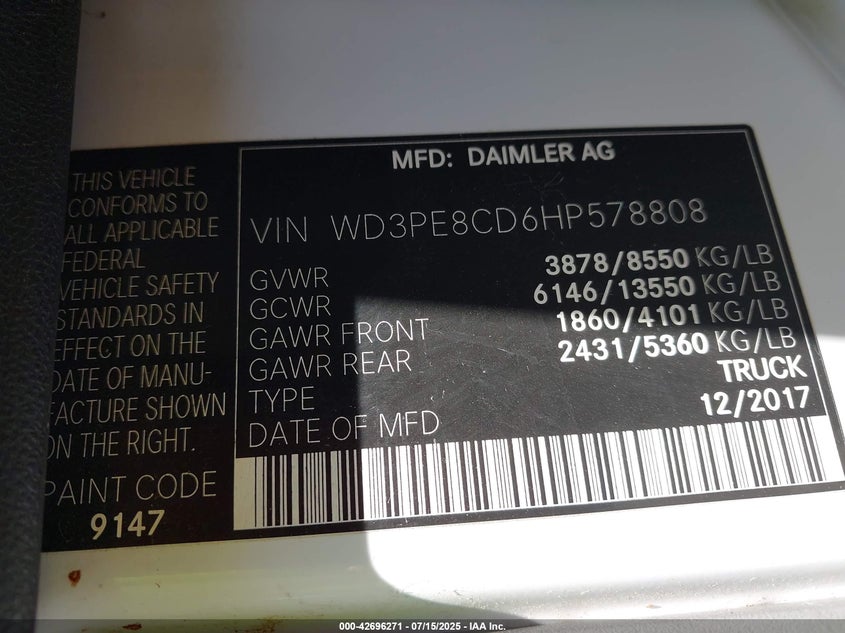 MFD: DAIMLER AG
THIS VEHICLE
CONFORMS TO
ALL APPLICABLE
FEDERAL
VEHICLE SAFETY
STANDARDS IN
EFFECT ON THE
DATE OF MANU-
FACTURE SHOWN
ON THE RIGHT.
PAINT CODE
9147
VIN WD3PE8CD6HP578808
GVWR 3878/8550 KG/LB
GCWR 6146/13550 KG/LB
GAWR FRONT 1860/4101 KG/LB
GAWR REAR 2431/5360 KG/LB
TYPE TRUCK
DATE OF MFD 12/2017
000-42696271 / 07/15/2025 - IAA Inc.